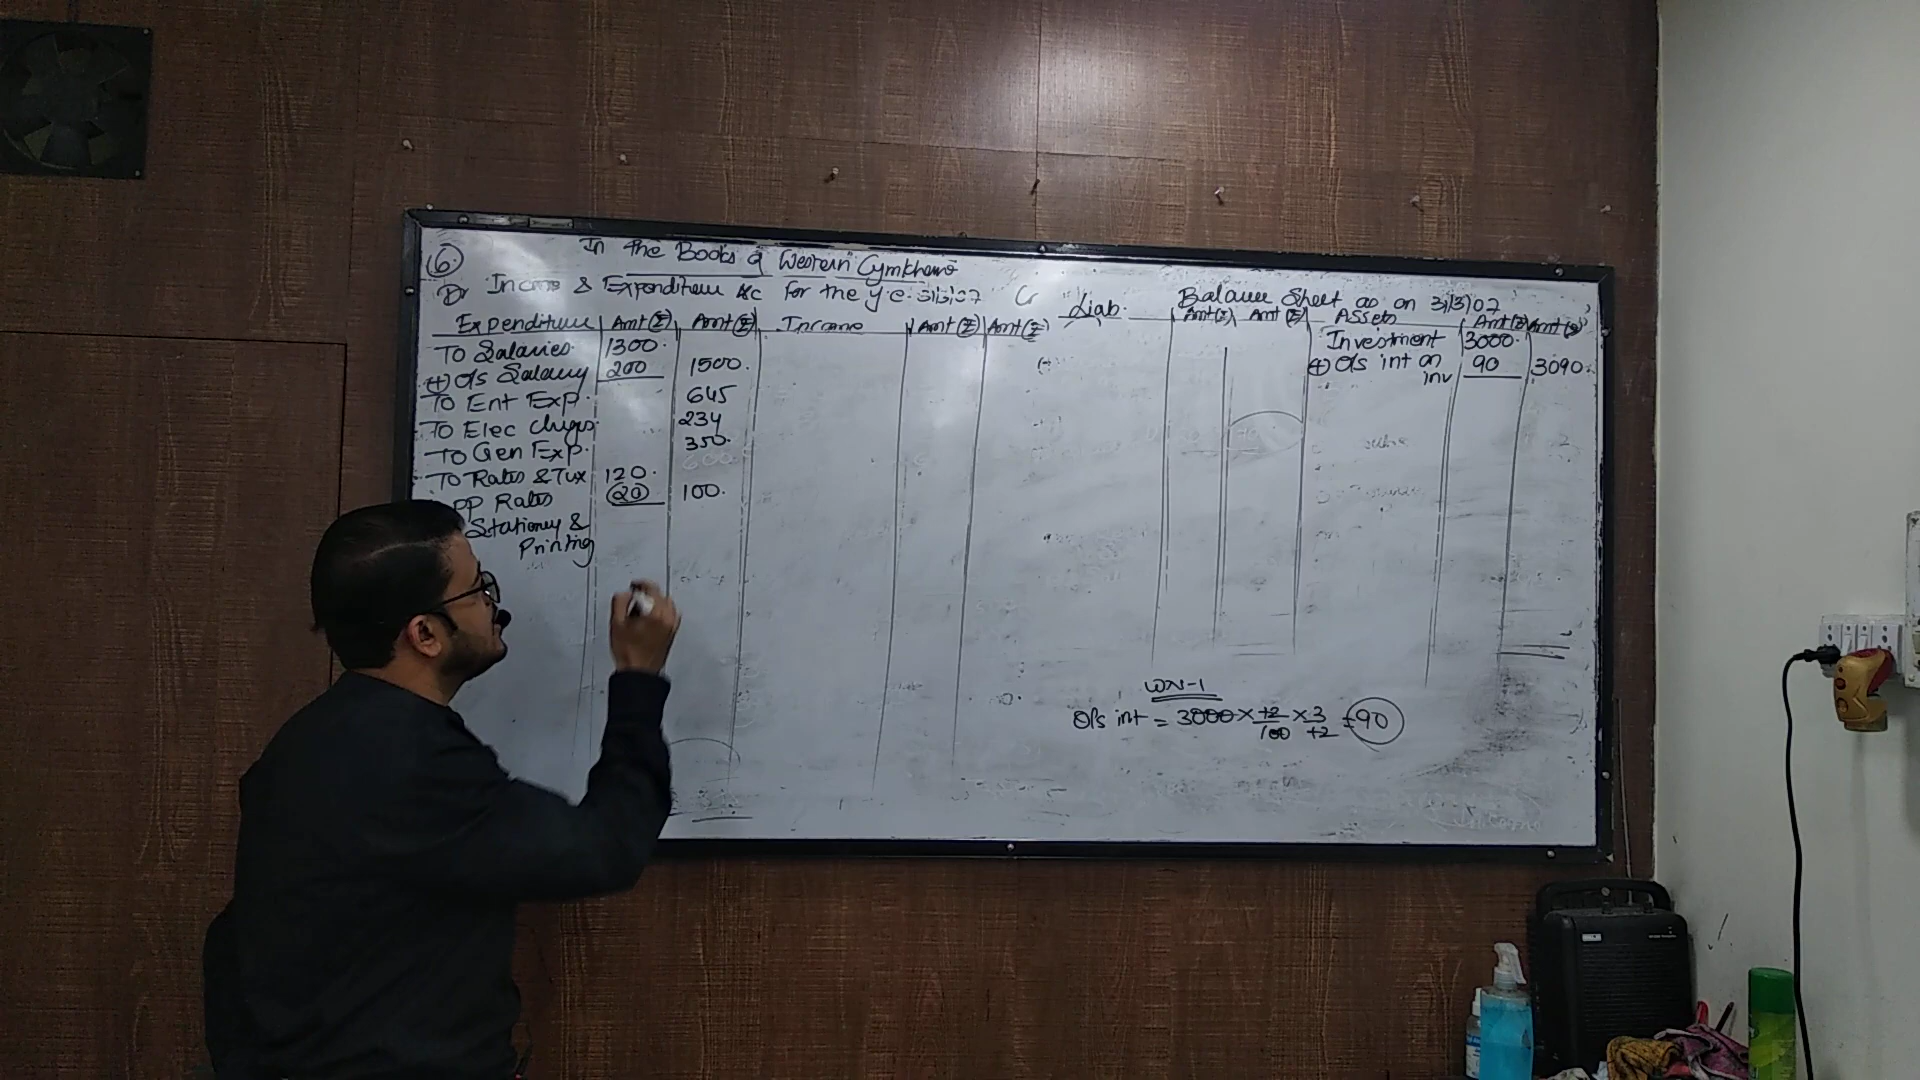 6.
In the Books of Western Gymkhana
Dr Income & Expenditure A/c for the y.e. 31/3/07 Cr
Expenditure Amt(₹) Amt(₹) Income Amt(₹) Amt(₹)
To Salaries 1300.
(+) O/s Salary 200 1500.
To Ent Exp. 645
To Elec chrgs. 234
To Gen Exp. 350.
To Rates & Tax 120.
PP Rates (20) 100.
Stationery &
Printing
Balance Sheet as on 31/3/07
Liab. Amt(₹) Amt(₹) Assets Amt(₹) Amt(₹)
Investment 3000.
(+) O/s int on 90 3090.
inv
WN-1
O/s int = 3000 × 12/100 × 3/12 = 90